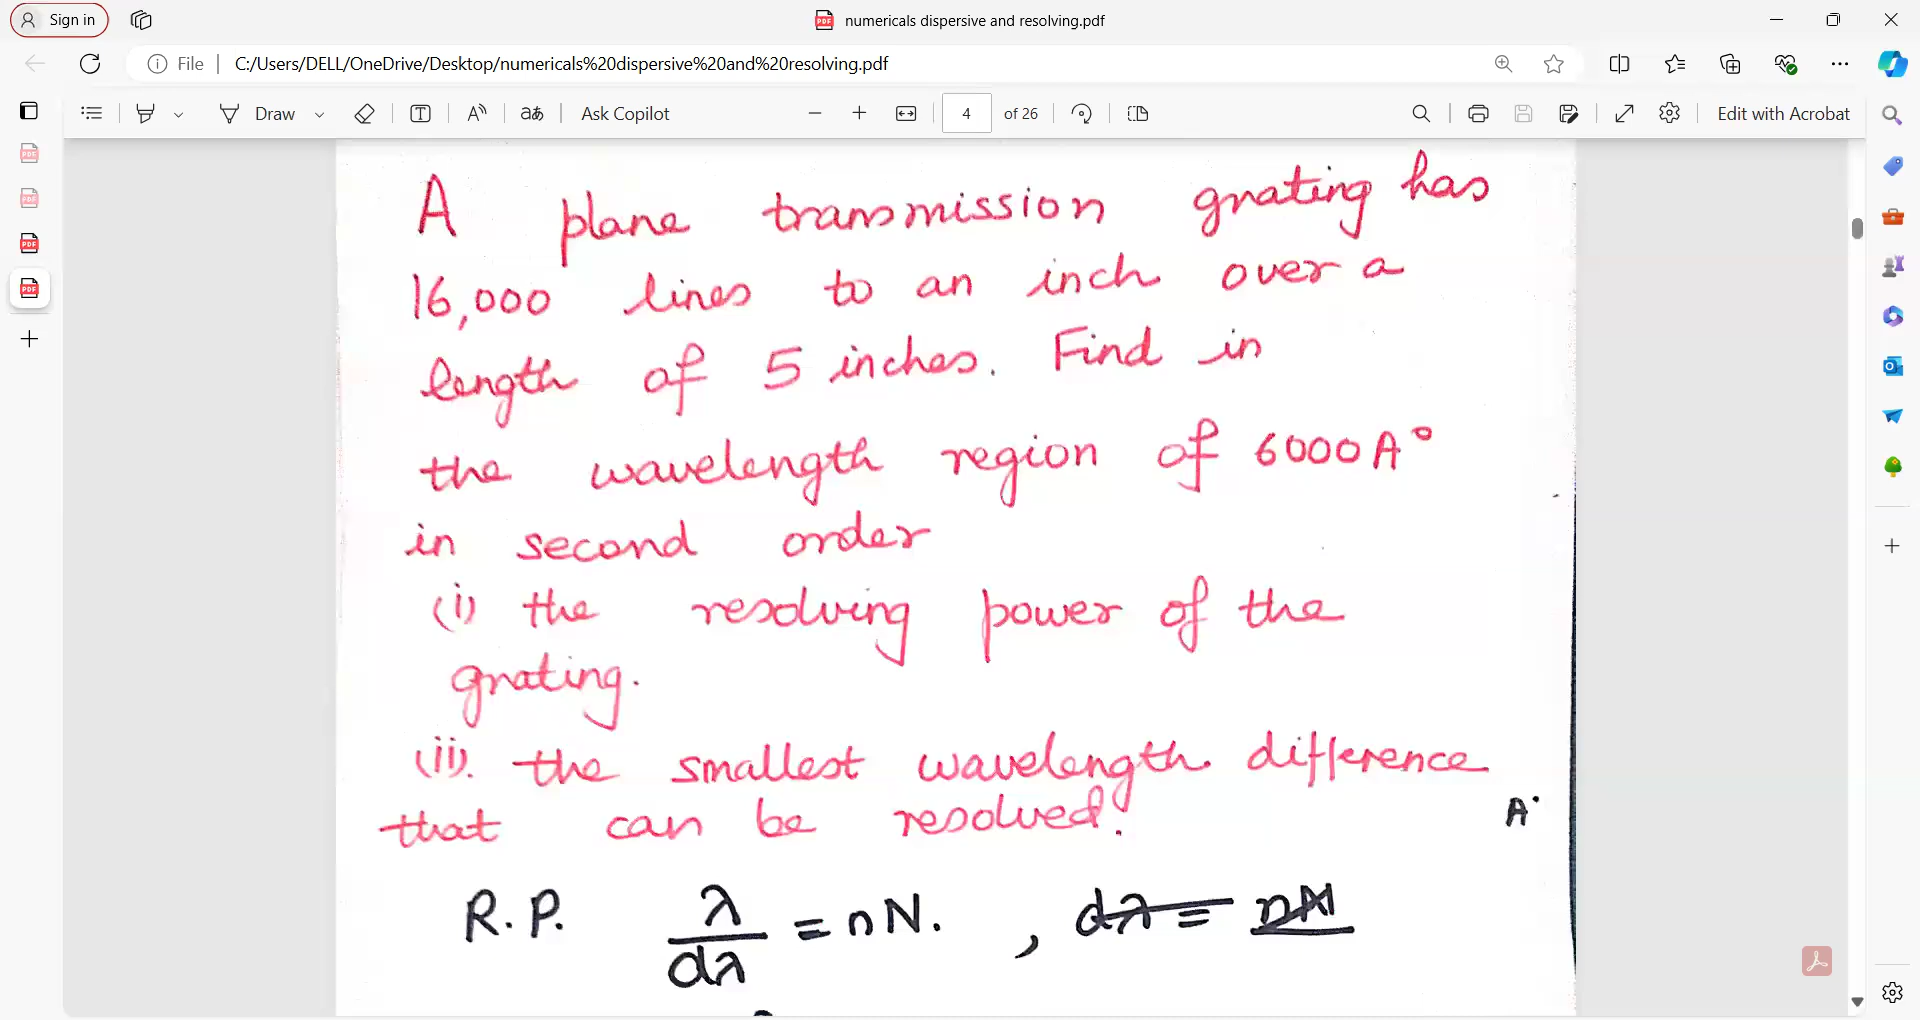 Sign in
numericals dispersive and resolving.pdf
File
C:/Users/DELL/OneDrive/Desktop/numericals%20dispersive%20and%20resolving.pdf
Draw
T
aあ
Ask Copilot
4 of 26
Edit with Acrobat
A plane transmission grating has
16,000 lines to an inch over a
length of 5 inches. Find in
the wavelength region of 6000 A°
in second order
(i) the resolving power of the
grating.
(ii). the smallest wavelength difference
that can be resolved?
A°
R.P. λ/dλ = nN. , dλ = nN